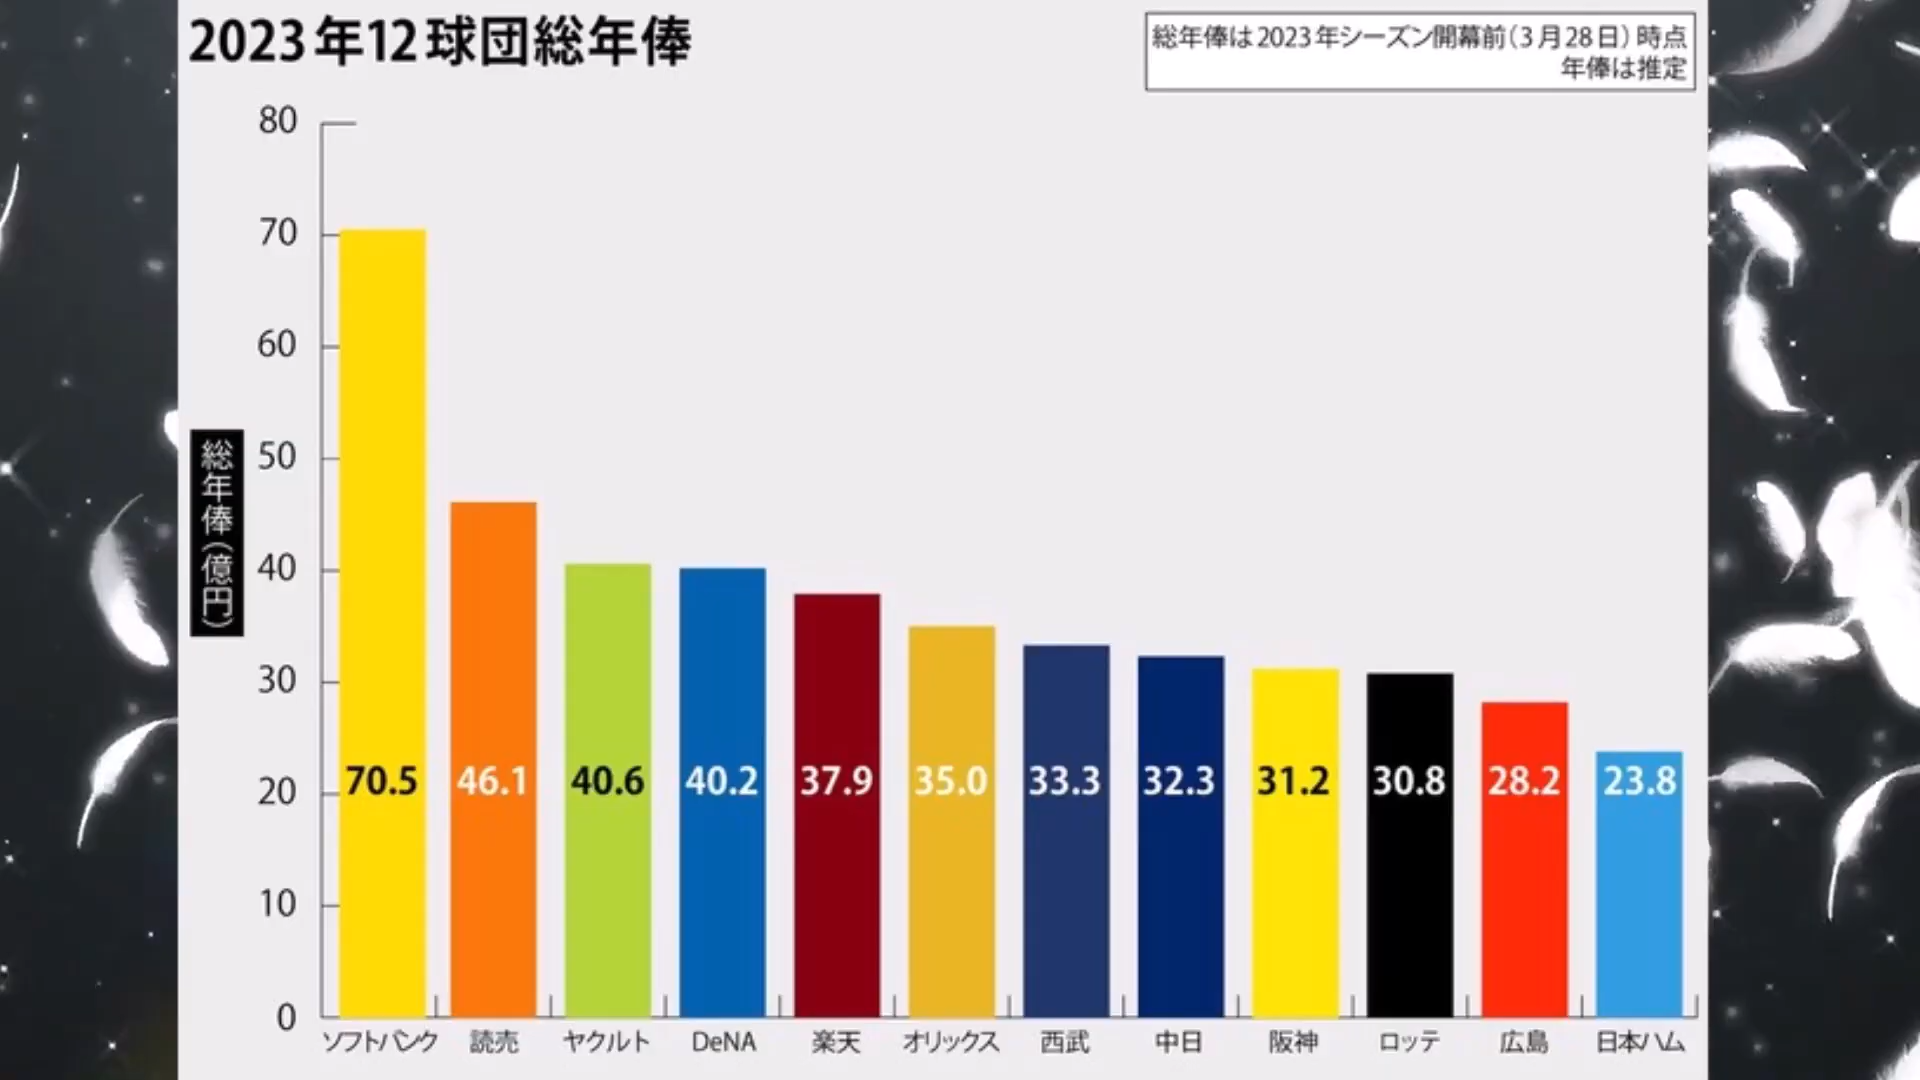 2023年12球団総年俸
総年俸は2023年シーズン開幕前(3月28日)時点
年俸は推定
総年俸(億円)
80
70
60
50
40
30
20
10
0
70.5 46.1 40.6 40.2 37.9 35.0 33.3 32.3 31.2 30.8 28.2 23.8
ソフトバンク 読売 ヤクルト DeNA 楽天 オリックス 西武 中日 阪神 ロッテ 広島 日本ハム